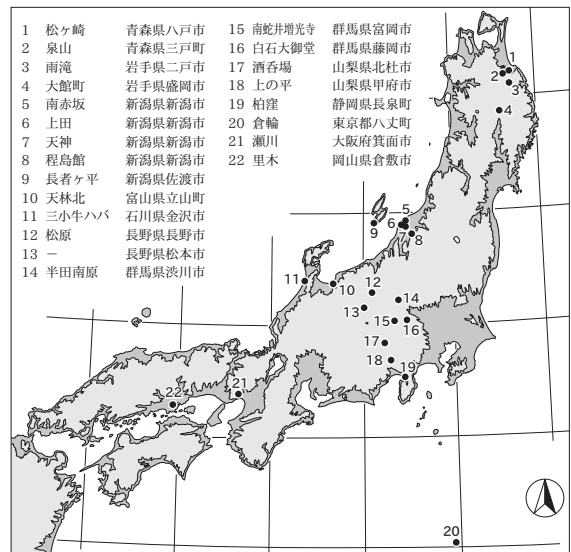 1 松ヶ崎 青森県八戸市
2 泉山 青森県三戸町
3 雨滝 岩手県二戸市
4 大館町 岩手県盛岡市
5 南赤坂 新潟県新潟市
6 上田 新潟県新潟市
7 天神 新潟県新潟市
8 程島館 新潟県新潟市
9 長者ヶ平 新潟県佐渡市
10 天林北 富山県立山町
11 三小牛ハバ 石川県金沢市
12 松原 長野県長野市
13 − 長野県松本市
14 半田南原 群馬県渋川市
15 南蛇井増光寺 群馬県富岡市
16 白石大御堂 群馬県藤岡市
17 酒呑場 山梨県北杜市
18 上の平 山梨県甲府市
19 柏窪 静岡県長泉町
20 倉輪 東京都八丈町
21 瀬川 大阪府箕面市
22 里木 岡山県倉敷市
1
2
3
4
5
6
7
8
9
10
11
12
13
14
15
16
17
18
19
20
21
22